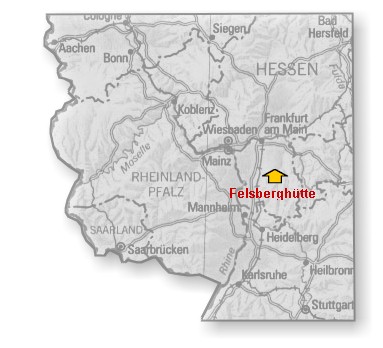 Cologne
Siegen
Bad
Hersfeld
Aachen
Bonn
HESSEN
Fulda
Koblenz
Frankfurt
am Main
Wiesbaden
Moselle
Mainz
RHEINLAND-
PFALZ
Felsberghütte
Mannheim
SAARLAND
Heidelberg
Saarbrücken
Rhine
Karlsruhe
Heilbronn
Stuttgart